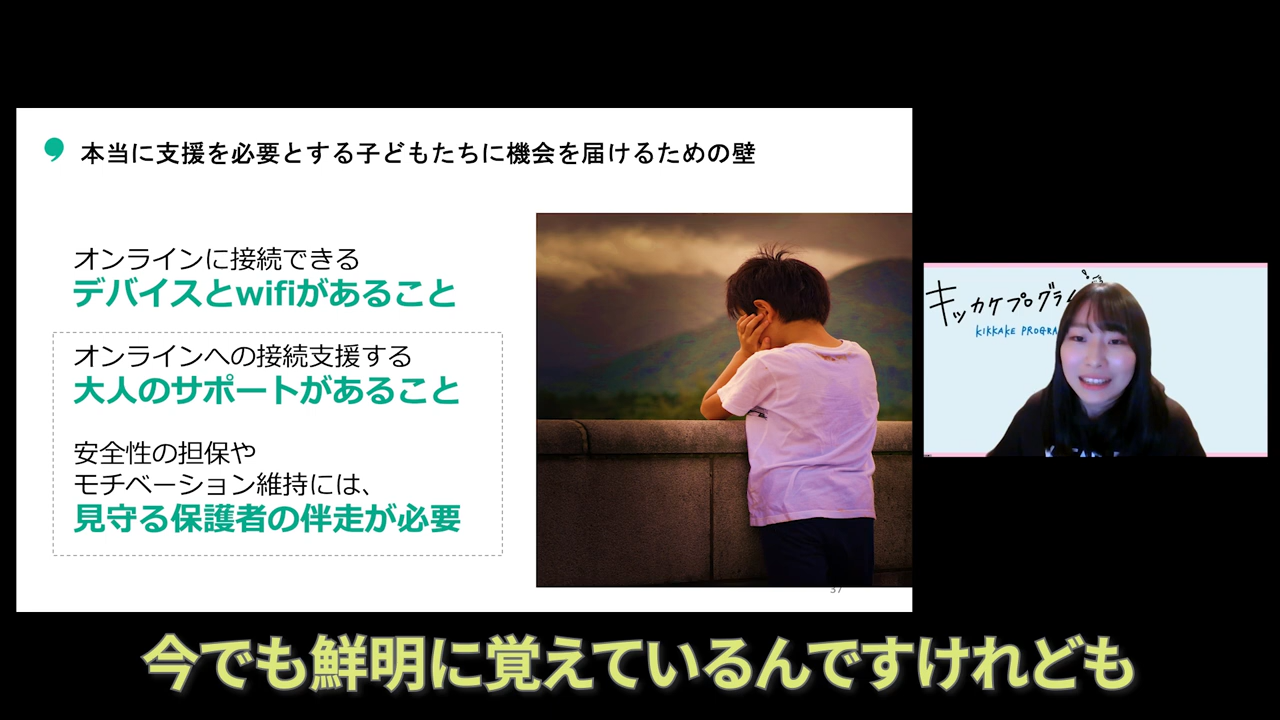 本当に支援を必要とする子どもたちに機会を届けるための壁
オンラインに接続できる
デバイスとwifiがあること
オンラインへの接続支援する
大人のサポートがあること
安全性の担保や
モチベーション維持には、
見守る保護者の伴走が必要
37
キッカケプログラ
KIKKAKE PROGRA
今でも鮮明に覚えているんですけれども